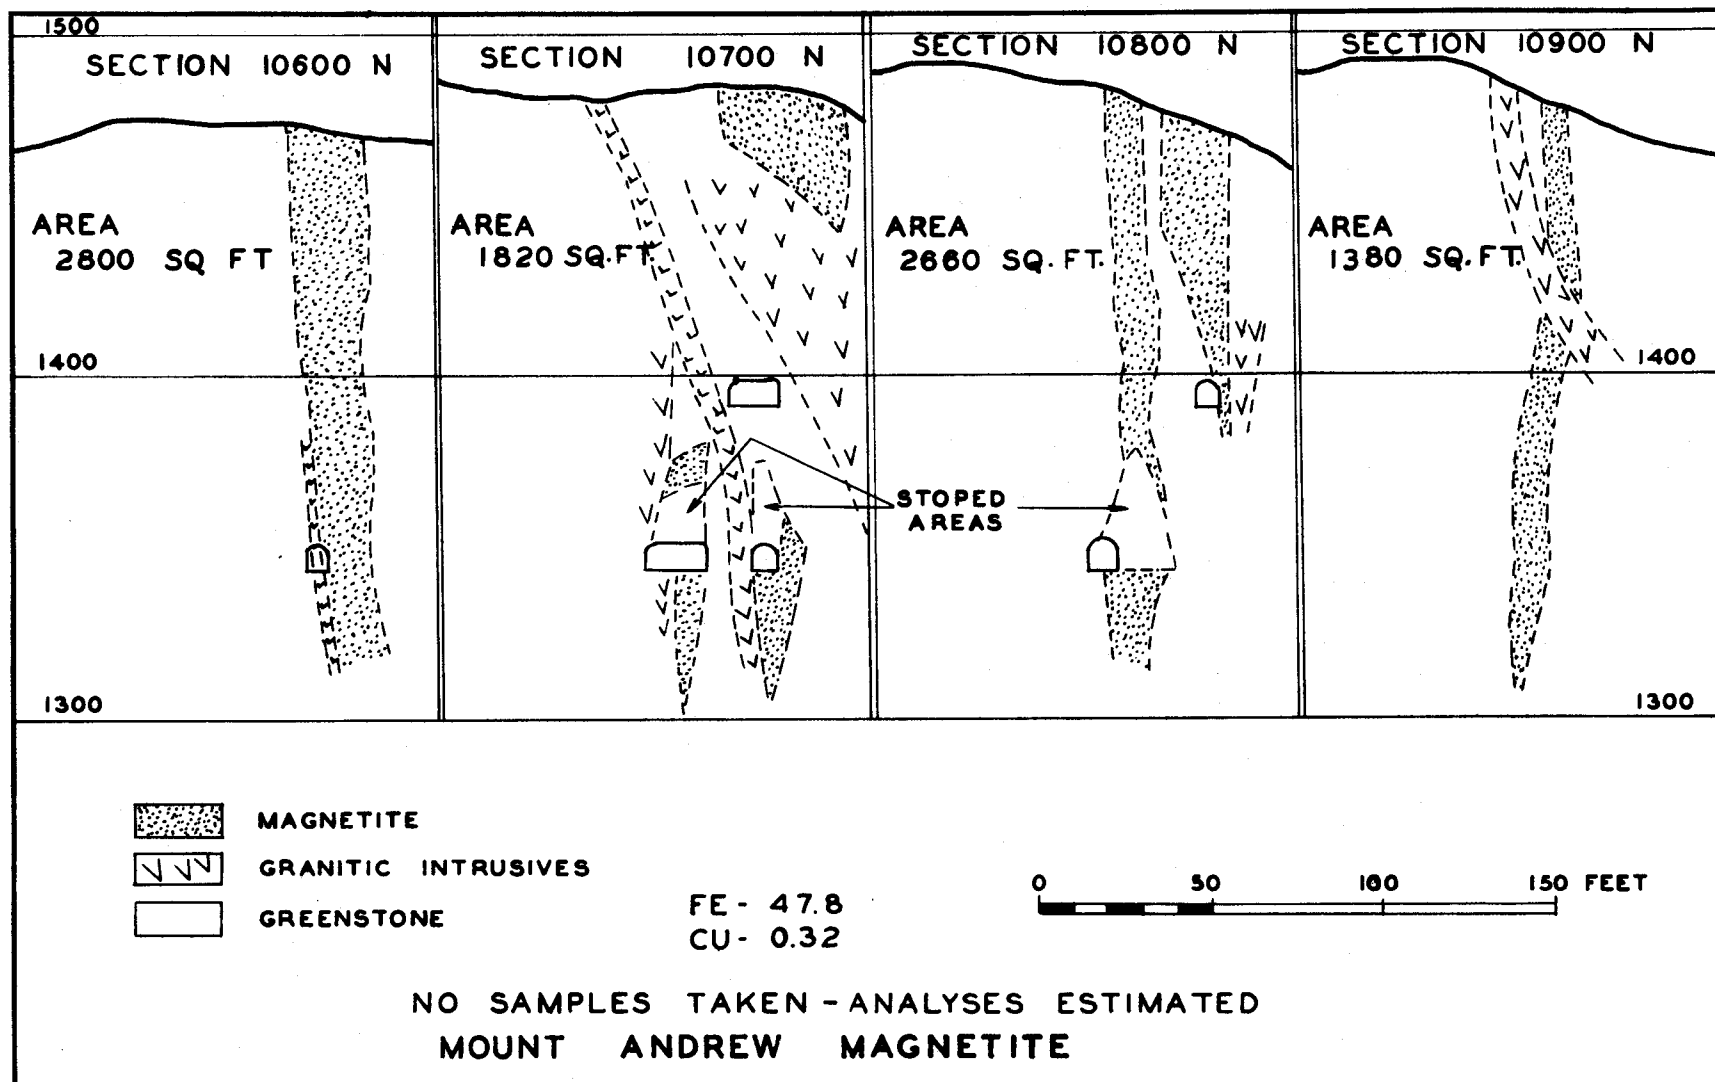 1500
SECTION 10600 N
SECTION 10700 N
SECTION 10800 N
SECTION 10900 N
AREA
2800 SQ FT
AREA
1820 SQ.FT.
AREA
2660 SQ.FT.
AREA
1380 SQ.FT.
1400
1400
STOPED
AREAS
1300
1300
MAGNETITE
GRANITIC INTRUSIVES
GREENSTONE
FE - 47.8
CU - 0.32
0 50 100 150 FEET
NO SAMPLES TAKEN - ANALYSES ESTIMATED
MOUNT ANDREW MAGNETITE